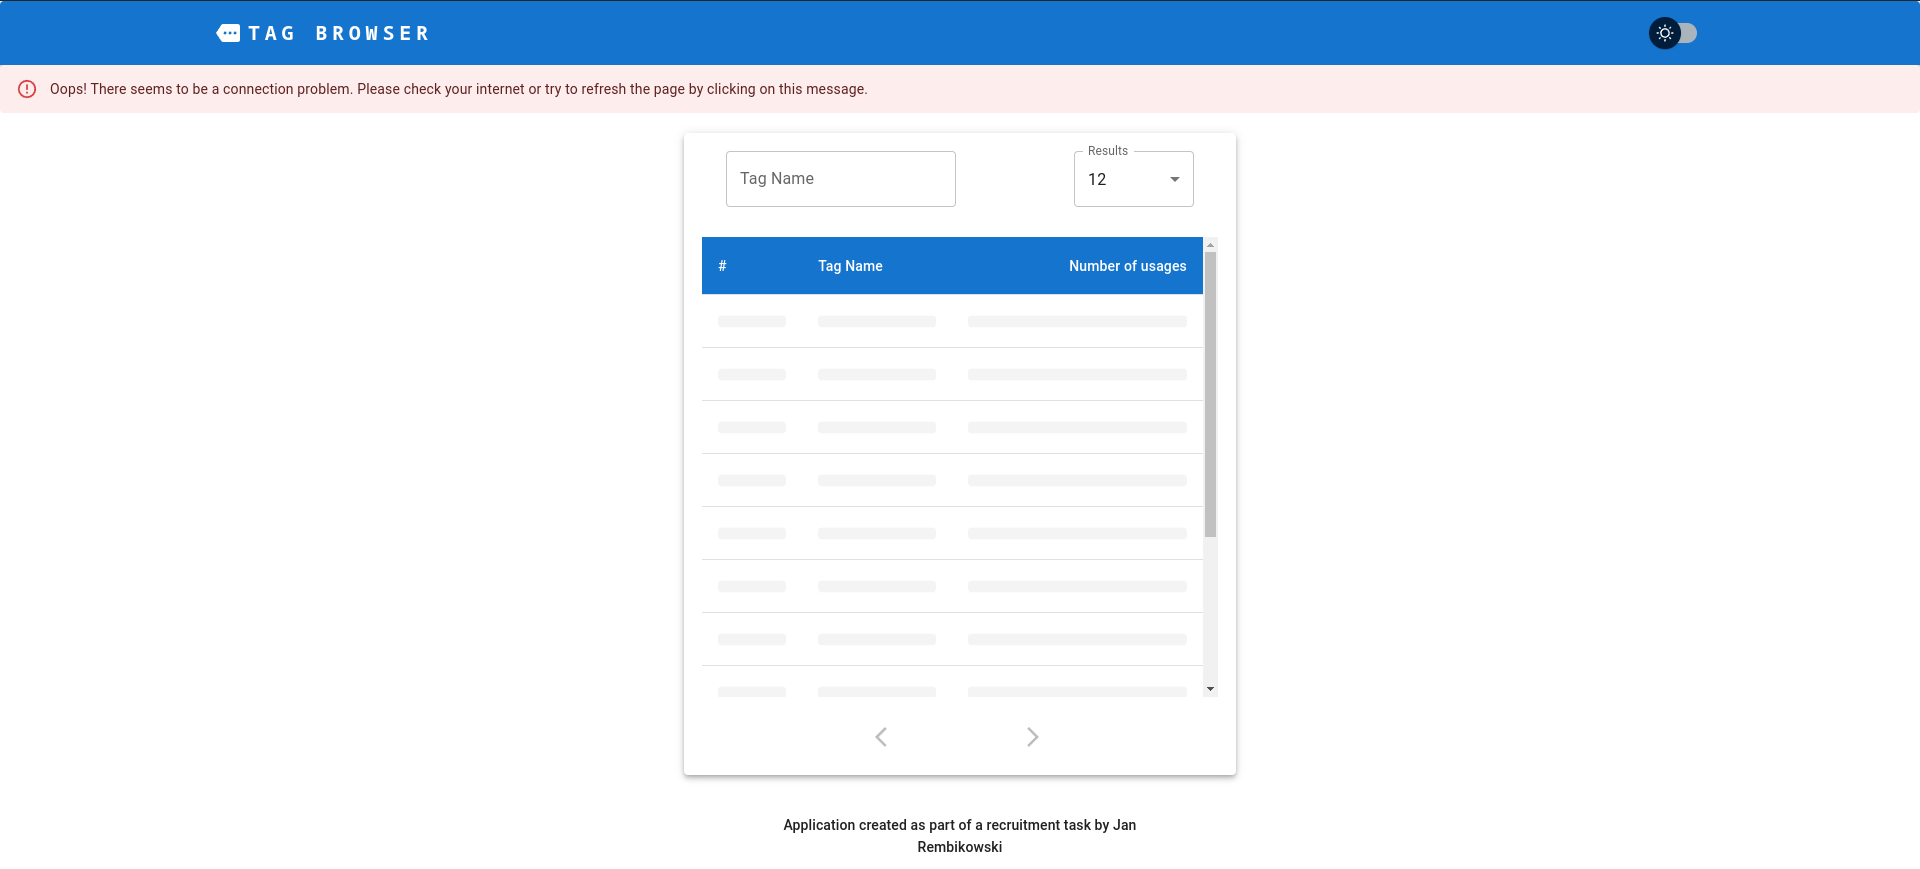 TAG BROWSER
Oops! There seems to be a connection problem. Please check your internet or try to refresh the page by clicking on this message.
Tag Name
Results
12
# Tag Name Number of usages
Application created as part of a recruitment task by Jan
Rembikowski